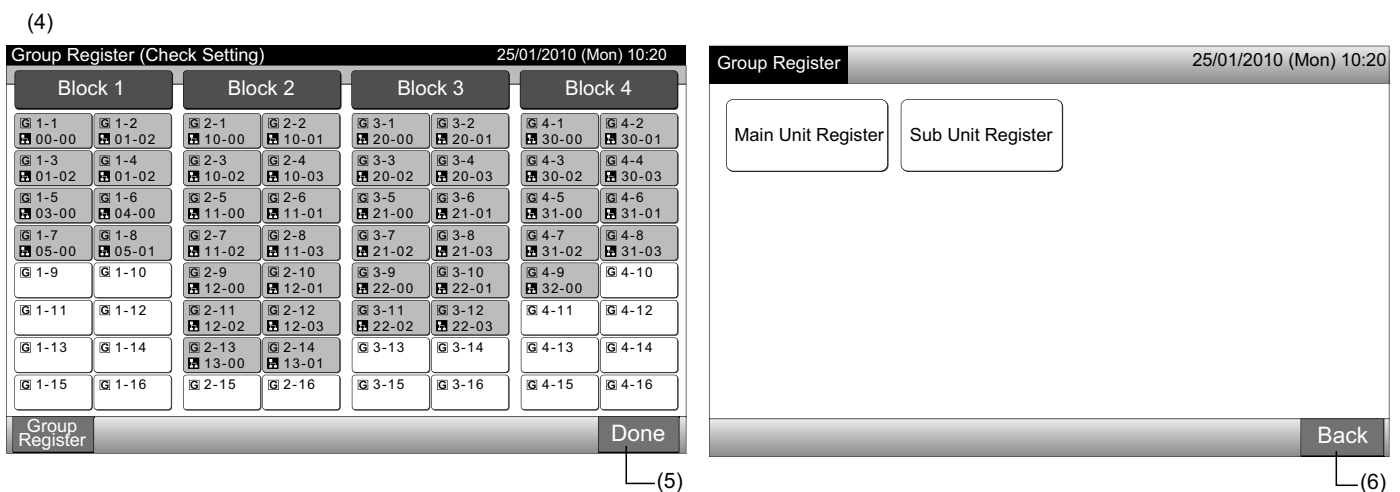 (4)
Group Register (Check Setting) 25/01/2010 (Mon) 10:20
Block 1 Block 2 Block 3 Block 4
G 1-1 G 1-2 G 2-1 G 2-2 G 3-1 G 3-2 G 4-1 G 4-2
00-00 01-02 10-00 10-01 20-00 20-01 30-00 30-01
G 1-3 G 1-4 G 2-3 G 2-4 G 3-3 G 3-4 G 4-3 G 4-4
01-02 01-02 10-02 10-03 20-02 20-03 30-02 30-03
G 1-5 G 1-6 G 2-5 G 2-6 G 3-5 G 3-6 G 4-5 G 4-6
03-00 04-00 11-00 11-01 21-00 21-01 31-00 31-01
G 1-7 G 1-8 G 2-7 G 2-8 G 3-7 G 3-8 G 4-7 G 4-8
05-00 05-01 11-02 11-03 21-02 21-03 31-02 31-03
G 1-9 G 1-10 G 2-9 G 2-10 G 3-9 G 3-10 G 4-9 G 4-10
12-00 12-01 22-00 22-01 32-00
G 1-11 G 1-12 G 2-11 G 2-12 G 3-11 G 3-12 G 4-11 G 4-12
12-02 12-03 22-02 22-03
G 1-13 G 1-14 G 2-13 G 2-14 G 3-13 G 3-14 G 4-13 G 4-14
13-00 13-01
G 1-15 G 1-16 G 2-15 G 2-16 G 3-15 G 3-16 G 4-15 G 4-16
Group
Register
Done
(5)
Group Register 25/01/2010 (Mon) 10:20
Main Unit Register Sub Unit Register
Back
(6)